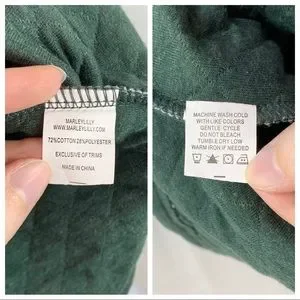 MARLEYLILLY
WWW.MARLEYLILLY.COM
72%COTTON 28%POLYESTER
EXCLUSIVE OF TRIMS
MADE IN CHINA
MACHINE WASH COLD
WITH LIKE COLORS
GENTLE CYCLE
DO NOT BLEACH
TUMBLE DRY LOW
WARM IRON IF NEEDED